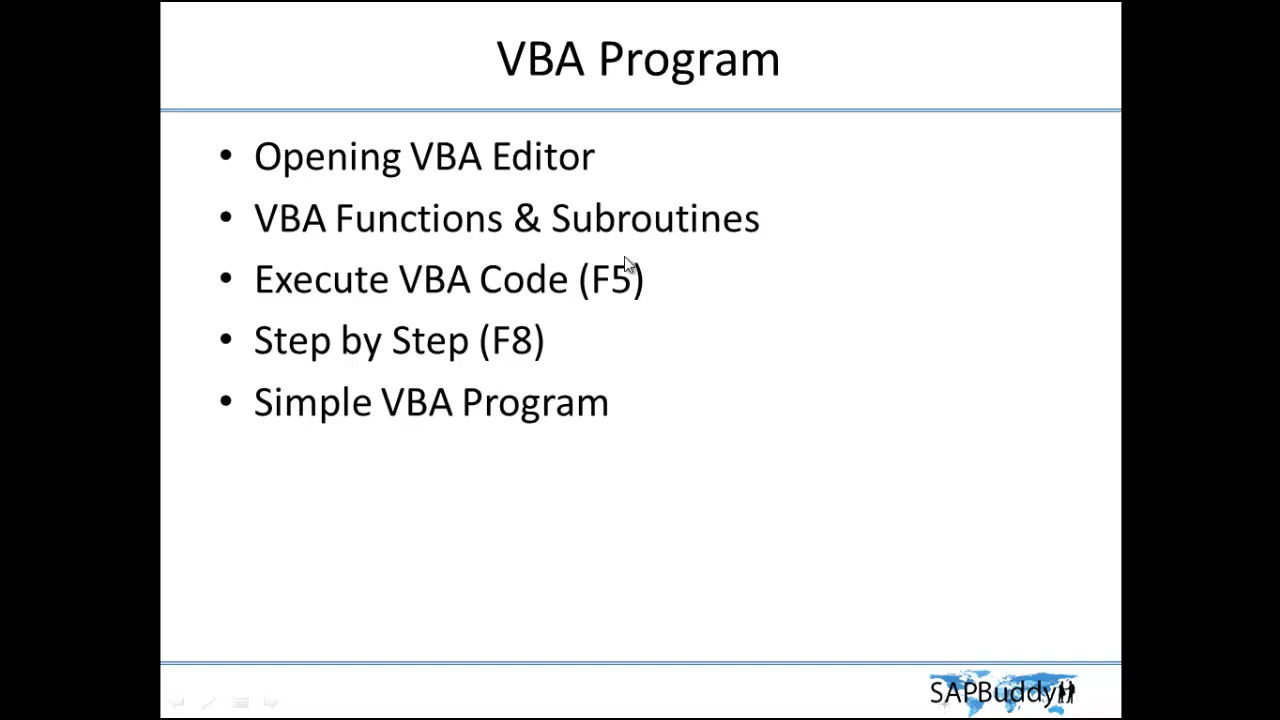 VBA Program
• Opening VBA Editor
• VBA Functions & Subroutines
• Execute VBA Code (F5)
• Step by Step (F8)
• Simple VBA Program
SAPBuddy